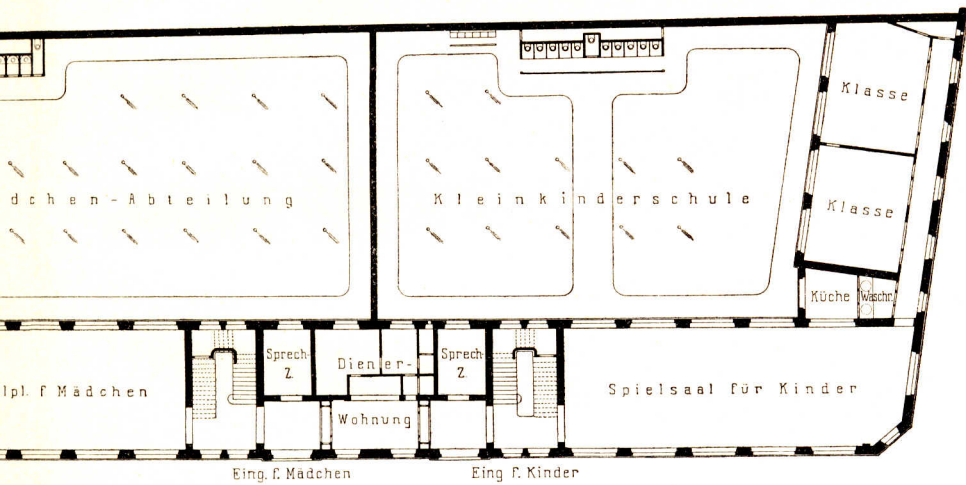 Klasse
dchen-Abteilung
Kleinkinderschule
Klasse
Küche
Waschr.
Sprech-
Z.
Diener-
Sprech-
Z.
lpl. f Mädchen
Wohnung
Spielsaal für Kinder
Eing. f. Mädchen
Eing f. Kinder